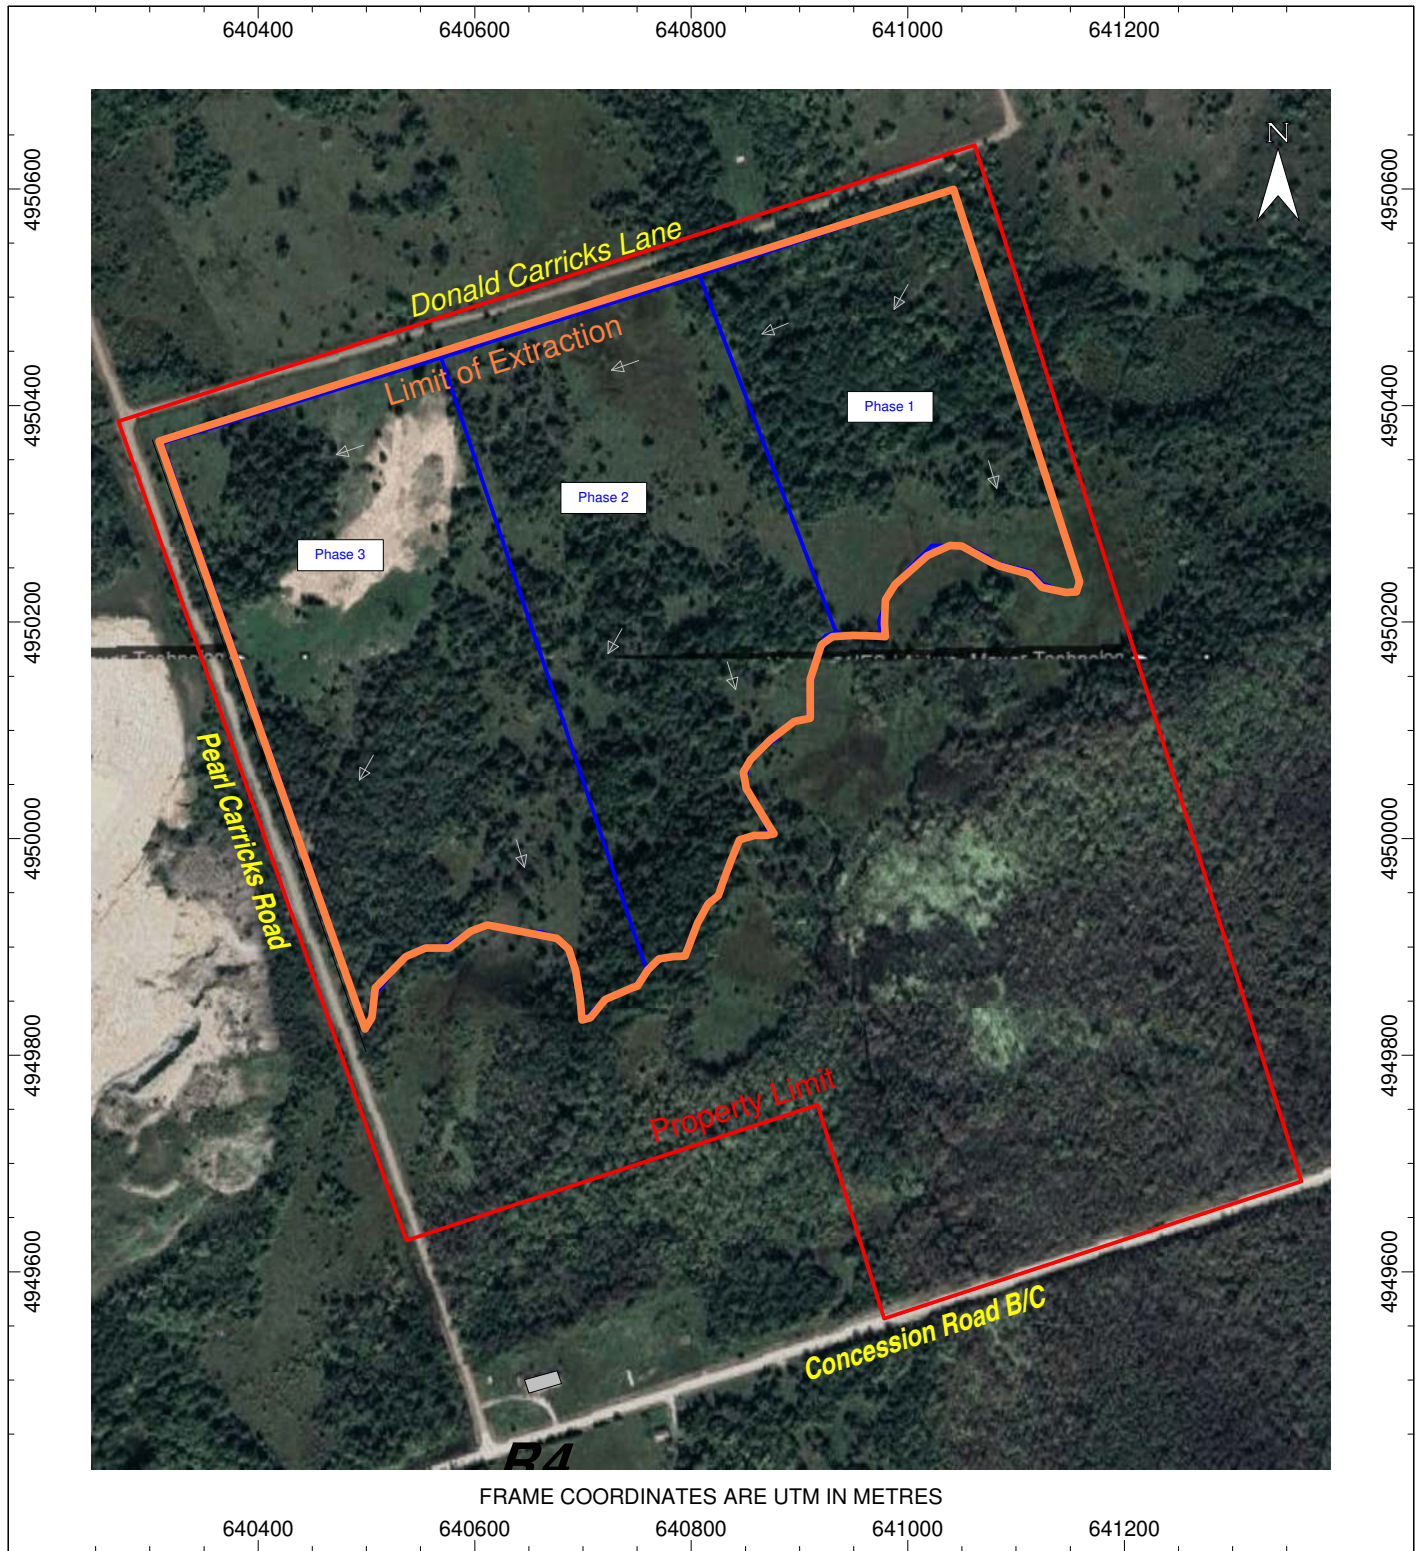 640400 640600 640800 641000 641200
N
4950600 4950600
Donald Carricks Lane
Limit of Extraction
4950400 4950400
Phase 1
Phase 2
Phase 3
4950200 4950200
Pearl Carricks Road
4950000 4950000
4949800 4949800
Property Limit
4949600 4949600
Concession Road B/C
R4
FRAME COORDINATES ARE UTM IN METRES
640400 640600 640800 641000 641200